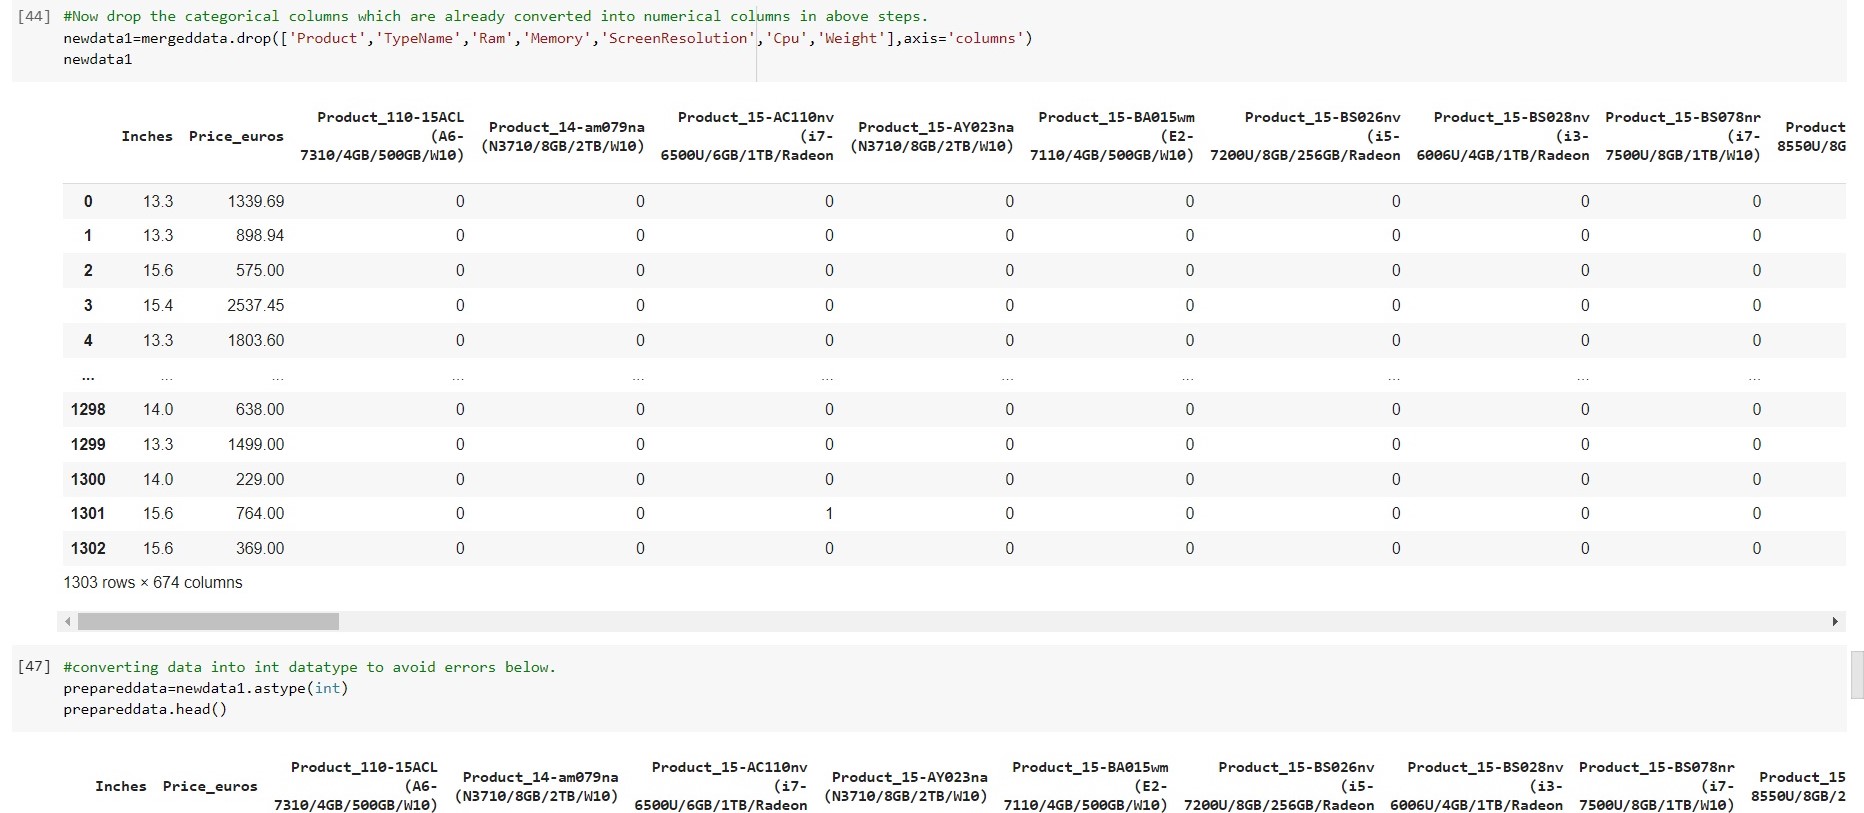 [44] #Now drop the categorical columns which are already converted into numerical columns in above steps.
newdata1=mergeddata.drop(['Product','TypeName','Ram','Memory','ScreenResolution','Cpu','Weight'],axis='columns')
newdata1
Inches Price_euros Product_110-15ACL (A6-7310/4GB/500GB/W10) Product_14-am079na (N3710/8GB/2TB/W10) Product_15-AC110nv (i7-6500U/6GB/1TB/Radeon Product_15-AY023na (N3710/8GB/2TB/W10) Product_15-BA015wm (E2-7110/4GB/500GB/W10) Product_15-BS026nv (i5-7200U/8GB/256GB/Radeon Product_15-BS028nv (i3-6006U/4GB/1TB/Radeon Product_15-BS078nr (i7-7500U/8GB/1TB/W10) Product 8550U/8G
0 13.3 1339.69 0 0 0 0 0 0 0 0
1 13.3 898.94 0 0 0 0 0 0 0 0
2 15.6 575.00 0 0 0 0 0 0 0 0
3 15.4 2537.45 0 0 0 0 0 0 0 0
4 13.3 1803.60 0 0 0 0 0 0 0 0
... ... ... ... ... ... ... ... ... ... ...
1298 14.0 638.00 0 0 0 0 0 0 0 0
1299 13.3 1499.00 0 0 0 0 0 0 0 0
1300 14.0 229.00 0 0 0 0 0 0 0 0
1301 15.6 764.00 0 0 1 0 0 0 0 0
1302 15.6 369.00 0 0 0 0 0 0 0 0
1303 rows × 674 columns
[47] #converting data into int datatype to avoid errors below.
prepareddata=newdata1.astype(int)
prepareddata.head()
Inches Price_euros Product_110-15ACL (A6-7310/4GB/500GB/W10) Product_14-am079na (N3710/8GB/2TB/W10) Product_15-AC110nv (i7-6500U/6GB/1TB/Radeon Product_15-AY023na (N3710/8GB/2TB/W10) Product_15-BA015wm (E2-7110/4GB/500GB/W10) Product_15-BS026nv (i5-7200U/8GB/256GB/Radeon Product_15-BS028nv (i3-6006U/4GB/1TB/Radeon Product_15-BS078nr (i7-7500U/8GB/1TB/W10) Product_15 8550U/8GB/2